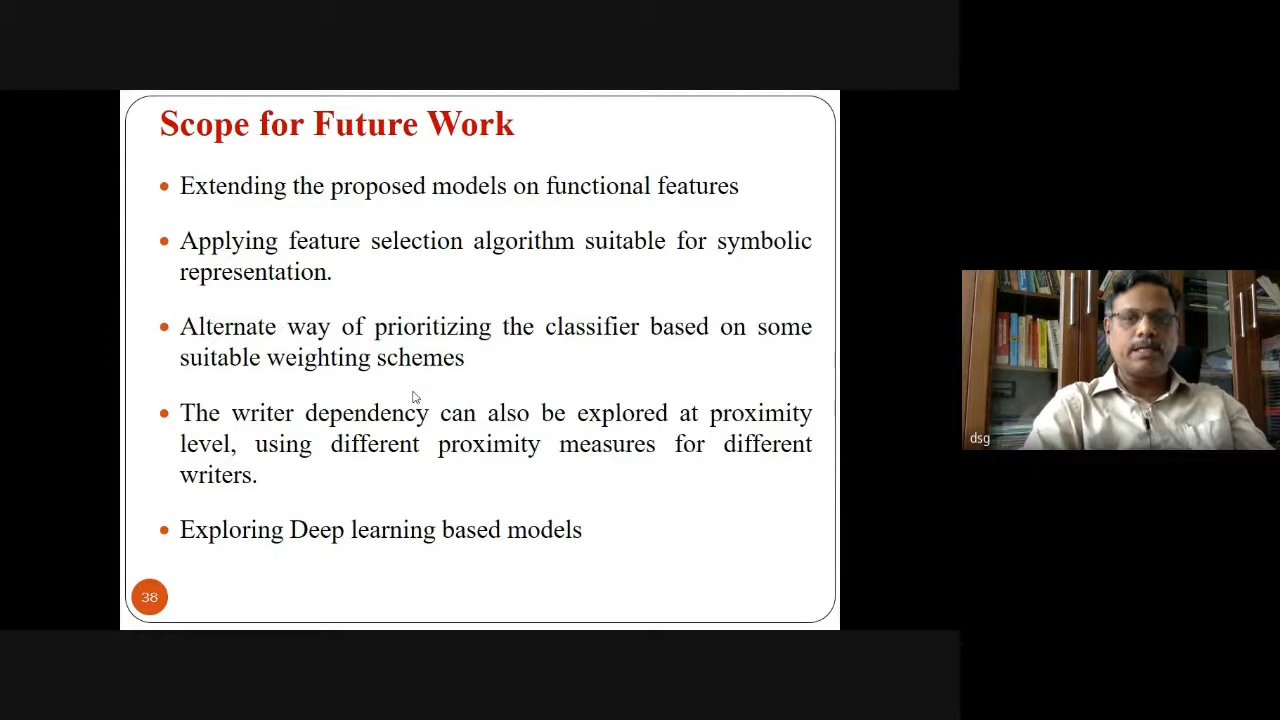 Scope for Future Work
• Extending the proposed models on functional features
• Applying feature selection algorithm suitable for symbolic
representation.
• Alternate way of prioritizing the classifier based on some
suitable weighting schemes
• The writer dependency can also be explored at proximity
level, using different proximity measures for different
writers.
• Exploring Deep learning based models
38
dsg